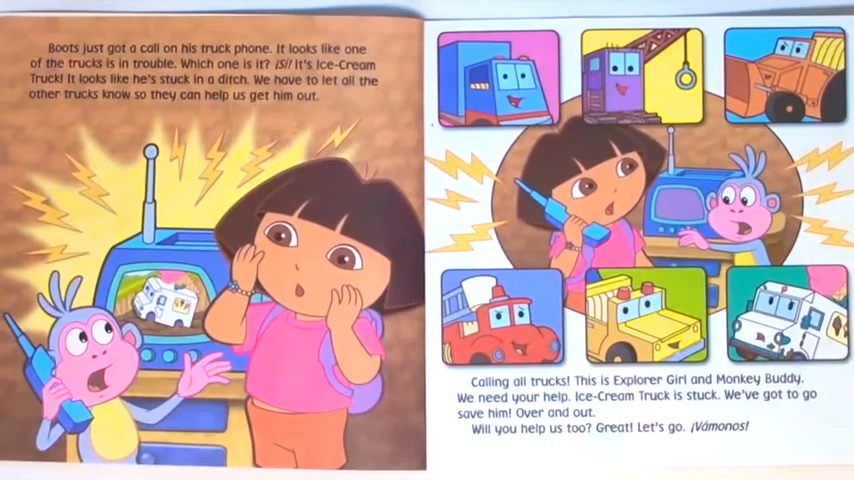 Boots just got a call on his truck phone. It looks like one
of the trucks is in trouble. Which one is it? ¡Sí! It's Ice-Cream
Truck! It looks like he's stuck in a ditch. We have to let all the
other trucks know so they can help us get him out.
Calling all trucks! This is Explorer Girl and Monkey Buddy.
We need your help. Ice-Cream Truck is stuck. We've got to go
save him! Over and out.
Will you help us too? Great! Let's go. ¡Vámonos!